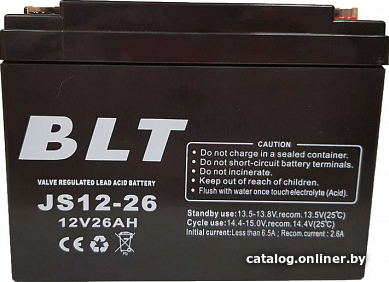 BLT
VALVE REGULATED LEAD ACID BATTERY
JS12-26
12V26AH
CAUTION
• Do not charge in a sealed container.
• Do not short-circuit battery terminals.
• Do not incinerate.
• Keep out of reach of children.
• Flush with water once touch electrolyte (Acid).
Standby use: 13.5-13.8V, recom. 13.5V(25℃)
Cycle use: 14.4-15.0V, recom. 14.4V(25℃)
Initial current: Less than 6.5A ; Recom. current : 2.6A
catalog.onliner.by